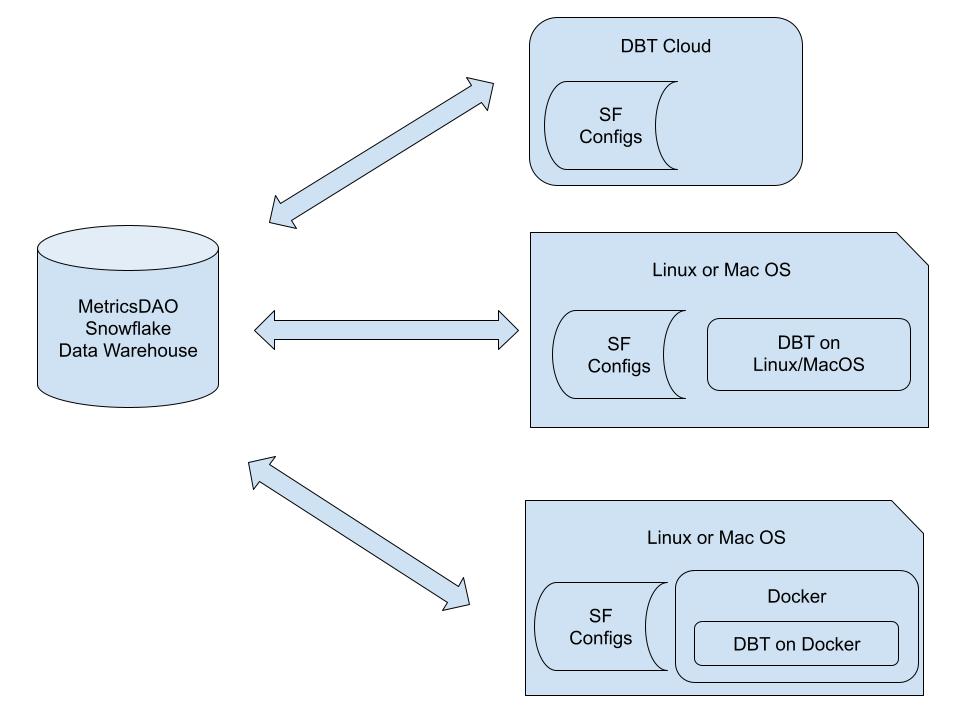 DBT Cloud
SF
Configs
MetricsDAO
Snowflake
Data Warehouse
Linux or Mac OS
SF
Configs
DBT on
Linux/MacOS
Linux or Mac OS
SF
Configs
Docker
DBT on Docker